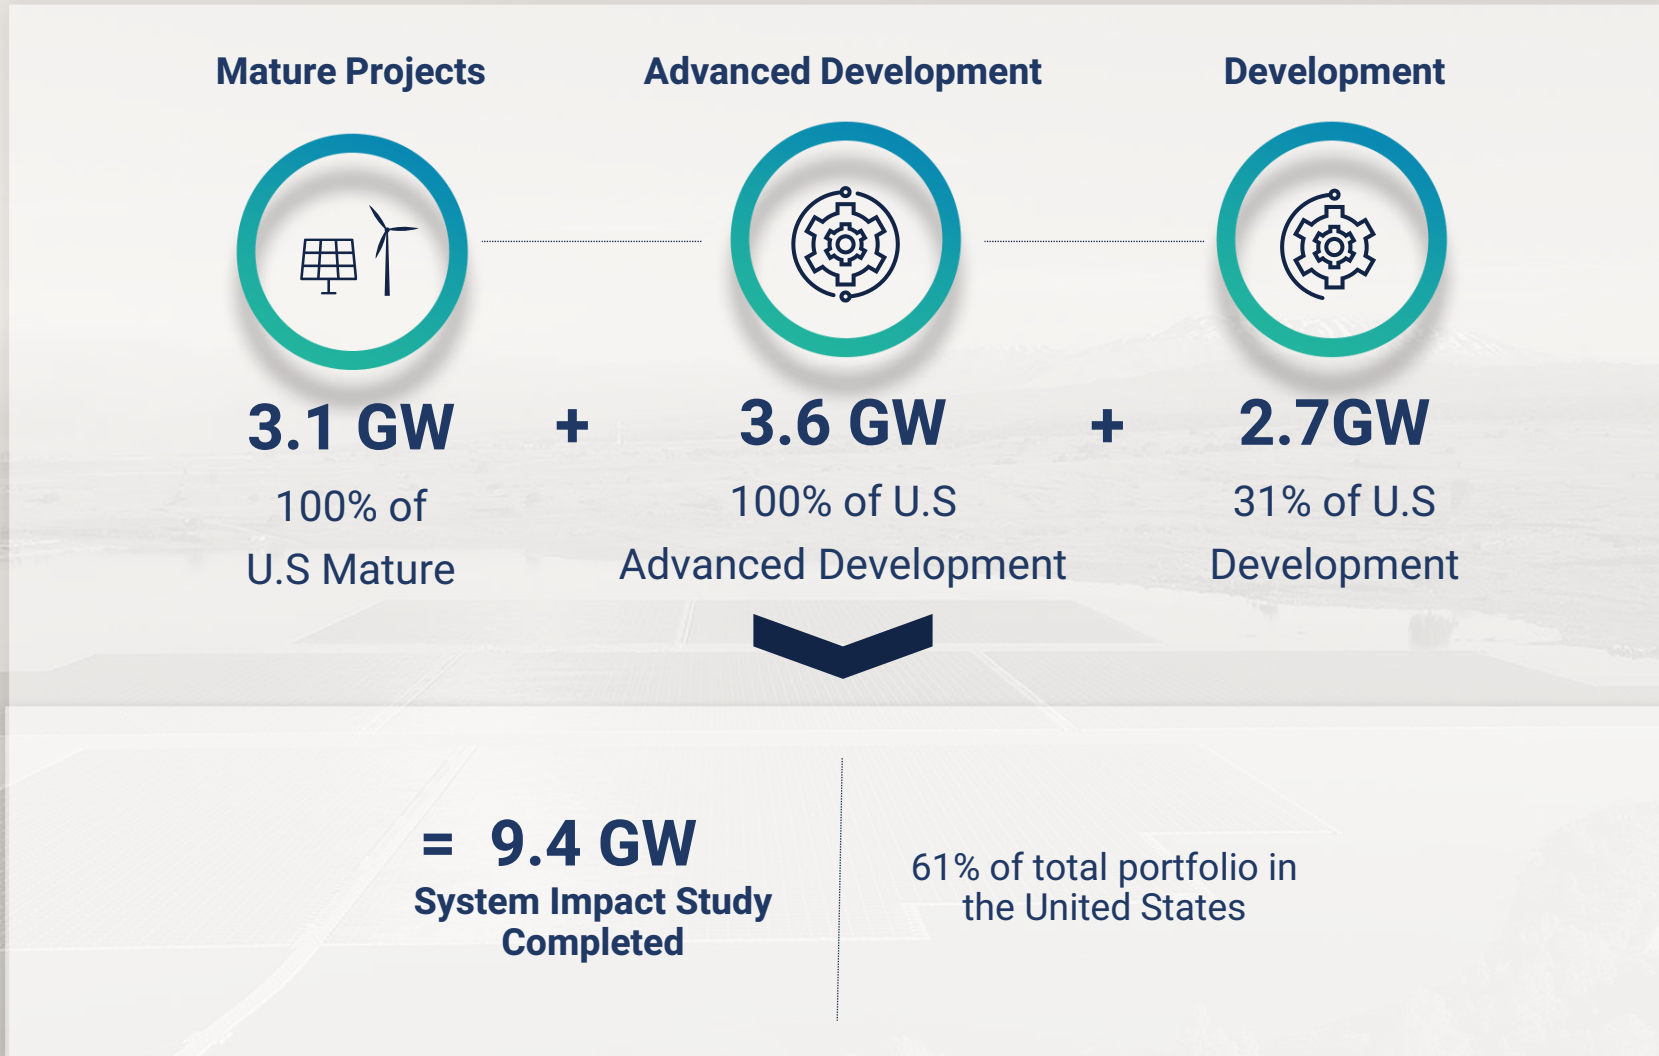 Mature Projects
Advanced Development
Development
3.1 GW + 3.6 GW + 2.7GW
100% of
U.S Mature
100% of U.S
Advanced Development
31% of U.S
Development
= 9.4 GW
System Impact Study
Completed
61% of total portfolio in
the United States